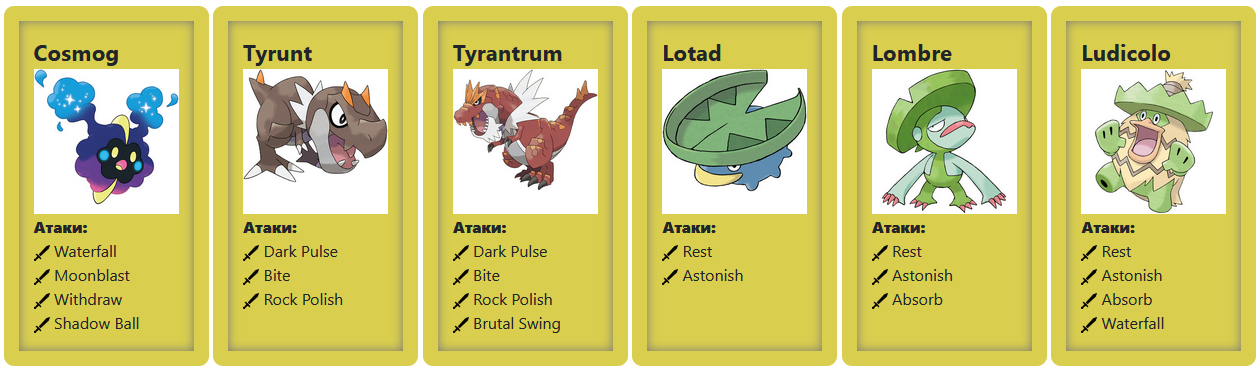 Cosmog
Атаки:
Waterfall
Moonblast
Withdraw
Shadow Ball
Tyrunt
Атаки:
Dark Pulse
Bite
Rock Polish
Tyrantrum
Атаки:
Dark Pulse
Bite
Rock Polish
Brutal Swing
Lotad
Атаки:
Rest
Astonish
Lombre
Атаки:
Rest
Astonish
Absorb
Ludicolo
Атаки:
Rest
Astonish
Absorb
Waterfall